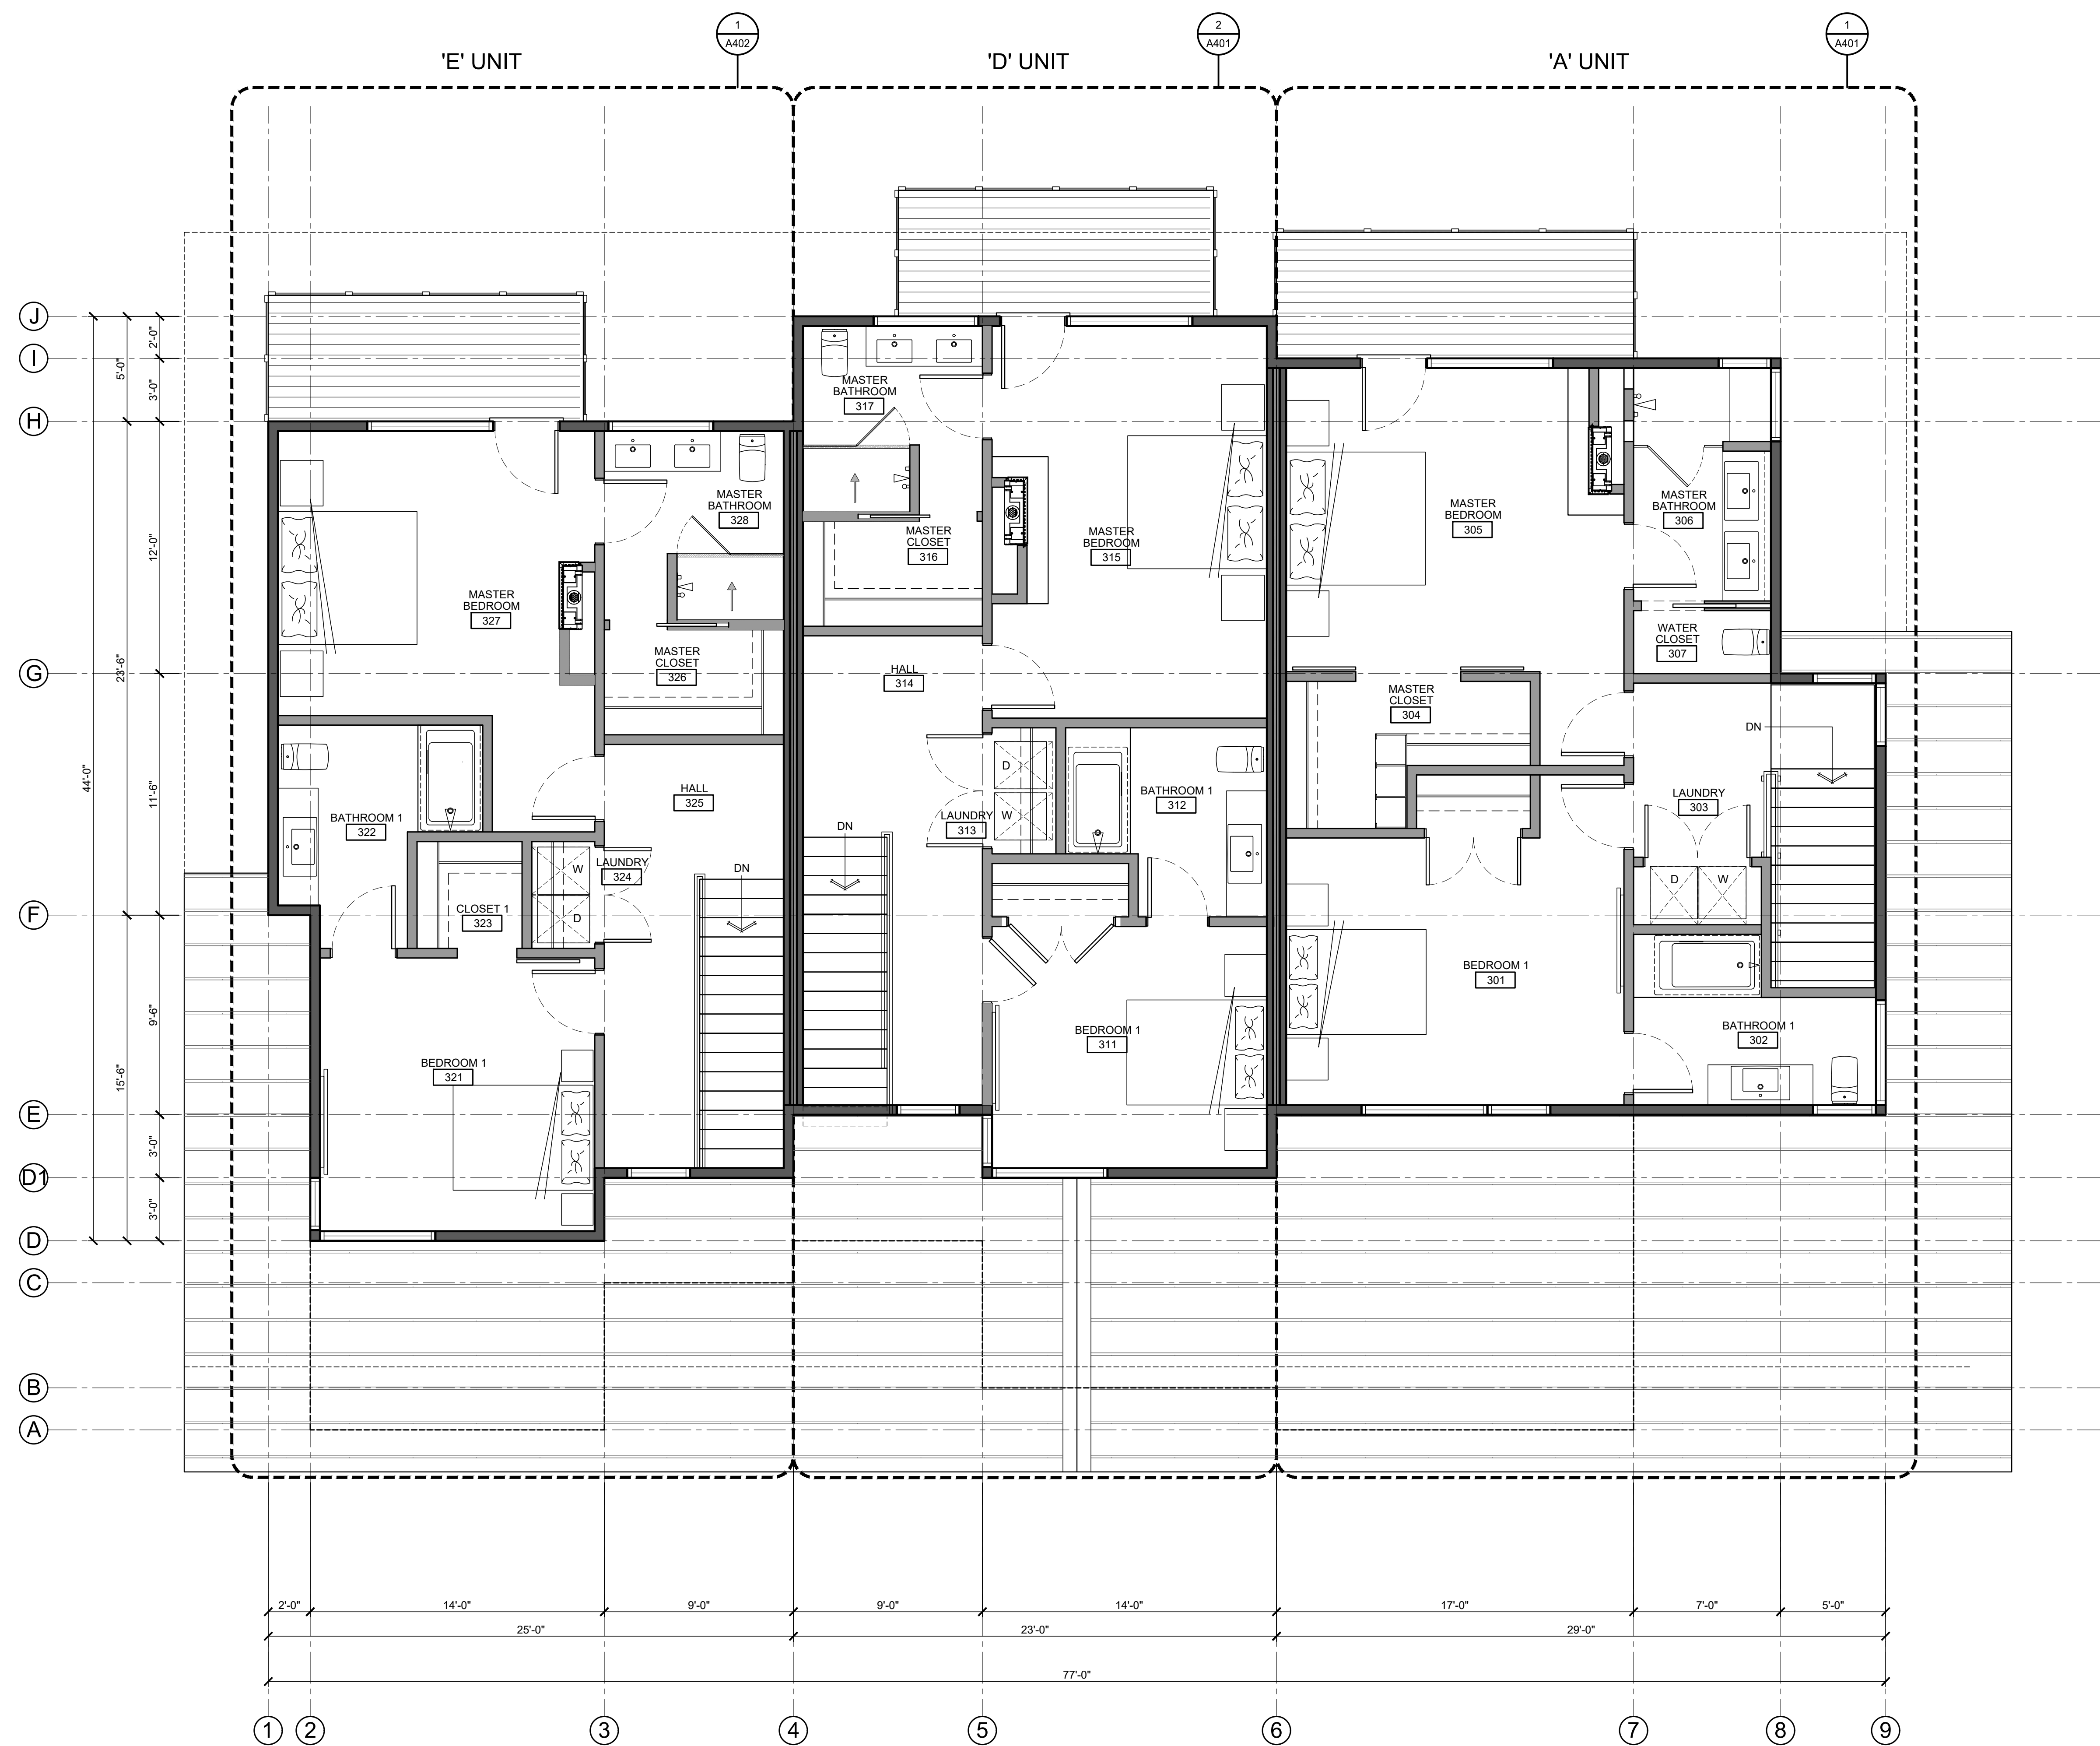 1
A402
2
A401
1
A401
'E' UNIT
'D' UNIT
'A' UNIT
J
I
H
G
F
E
D1
D
C
B
A
2'-0"
3'-0"
12'-0"
11'-6"
9'-6"
3'-0"
3'-0"
5'-0"
23'-6"
15'-6"
44'-0"
MASTER
BATHROOM
328
MASTER
BEDROOM
327
MASTER
CLOSET
326
HALL
325
BATHROOM 1
322
LAUNDRY
324
W
D
CLOSET 1
323
DN
BEDROOM 1
321
MASTER
BATHROOM
317
MASTER
CLOSET
316
MASTER
BEDROOM
315
HALL
314
D
W
LAUNDRY
313
BATHROOM 1
312
DN
BEDROOM 1
311
MASTER
BEDROOM
305
MASTER
BATHROOM
306
WATER
CLOSET
307
MASTER
CLOSET
304
DN
LAUNDRY
303
D
W
BEDROOM 1
301
BATHROOM 1
302
2'-0"
14'-0"
9'-0"
9'-0"
14'-0"
17'-0"
7'-0"
5'-0"
25'-0"
23'-0"
29'-0"
77'-0"
1
2
3
4
5
6
7
8
9